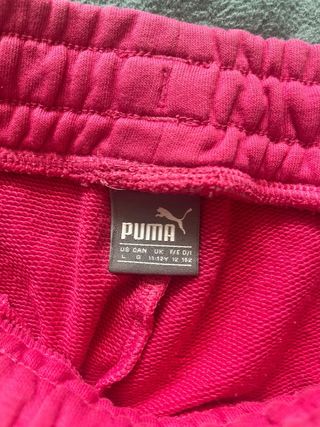 PUMA
US CAN UK F/E D/I
L G 11-12Y 12 152